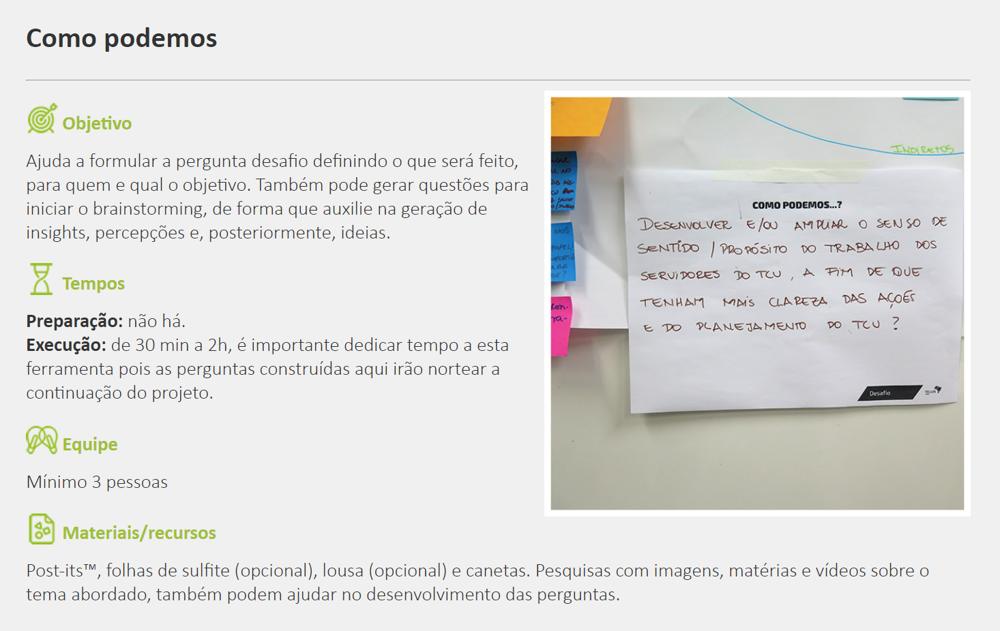 Como podemos
Objetivo
Ajuda a formular a pergunta desafio definindo o que será feito,
para quem e qual o objetivo. Também pode gerar questões para
iniciar o brainstorming, de forma que auxilie na geração de
insights, percepções e, posteriormente, ideias.
Tempos
Preparação: não há.
Execução: de 30 min a 2h, é importante dedicar tempo a esta
ferramenta pois as perguntas construídas aqui irão nortear a
continuação do projeto.
Equipe
Mínimo 3 pessoas
Materiais/recursos
Post-its™, folhas de sulfite (opcional), lousa (opcional) e canetas. Pesquisas com imagens, matérias e vídeos sobre o
tema abordado, também podem ajudar no desenvolvimento das perguntas.
INDIRETOS
COMO PODEMOS...?
DESENVOLVER E/OU AMPLIAR O SENSO DE
SENTIDO / PROPÓSITO DO TRABALHO DOS
SERVIDORES DO TCU, A FIM DE QUE
TENHAM MAIS CLAREZA DAS AÇÕES
E DO PLANEJAMENTO DO TCU?
Desafio
TELLUS